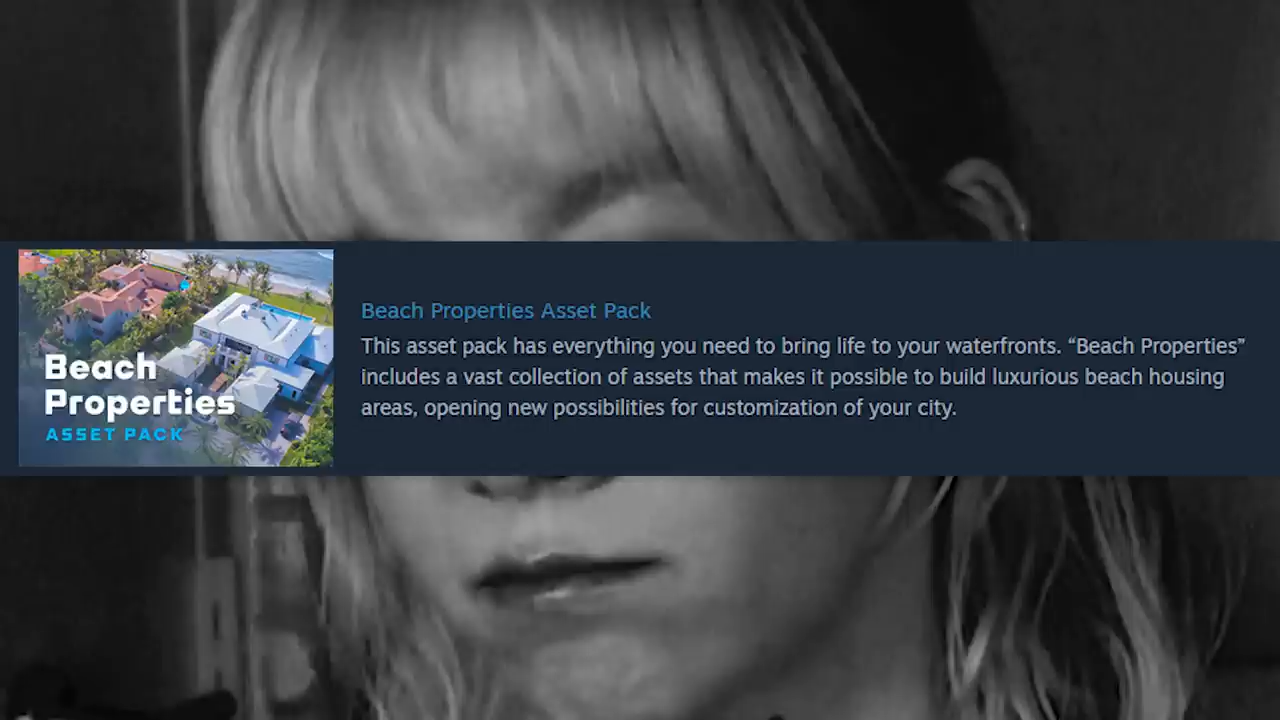 Beach
Properties
ASSET PACK
Beach Properties Asset Pack
This asset pack has everything you need to bring life to your waterfronts. “Beach Properties”
includes a vast collection of assets that makes it possible to build luxurious beach housing
areas, opening new possibilities for customization of your city.